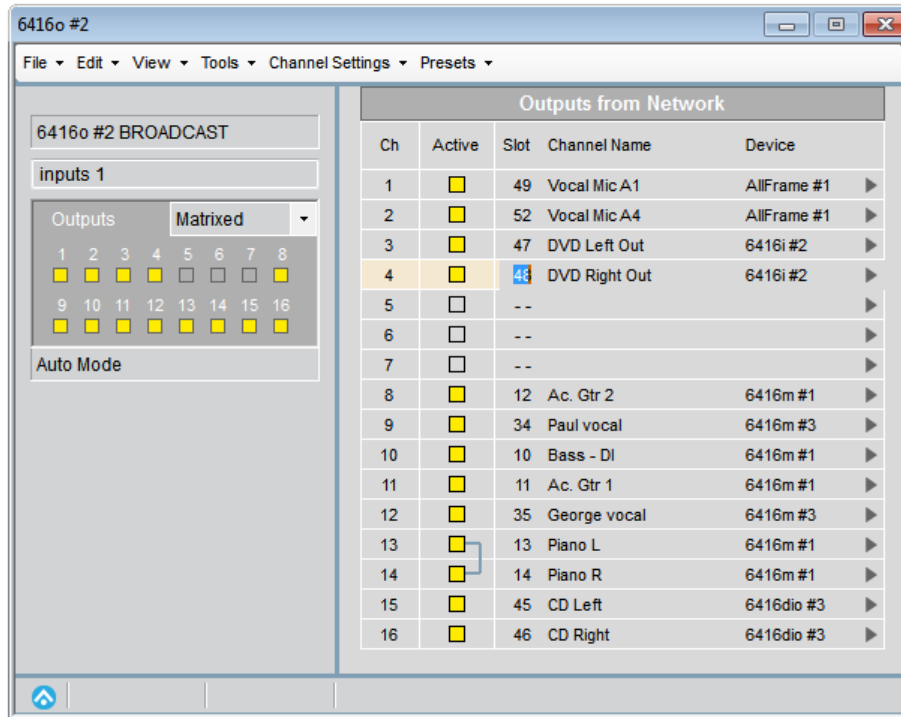 6416o #2
File Edit View Tools Channel Settings Presets
6416o #2 BROADCAST
inputs 1
Outputs Matrixed
1 2 3 4 5 6 7 8
9 10 11 12 13 14 15 16
Auto Mode
Outputs from Network
Ch Active Slot Channel Name Device
1 49 Vocal Mic A1 AllFrame #1
2 52 Vocal Mic A4 AllFrame #1
3 47 DVD Left Out 6416i #2
4 48 DVD Right Out 6416i #2
5 - -
6 - -
7 - -
8 12 Ac. Gtr 2 6416m #1
9 34 Paul vocal 6416m #3
10 10 Bass - DI 6416m #1
11 11 Ac. Gtr 1 6416m #1
12 35 George vocal 6416m #3
13 13 Piano L 6416m #1
14 14 Piano R 6416m #1
15 45 CD Left 6416dio #3
16 46 CD Right 6416dio #3